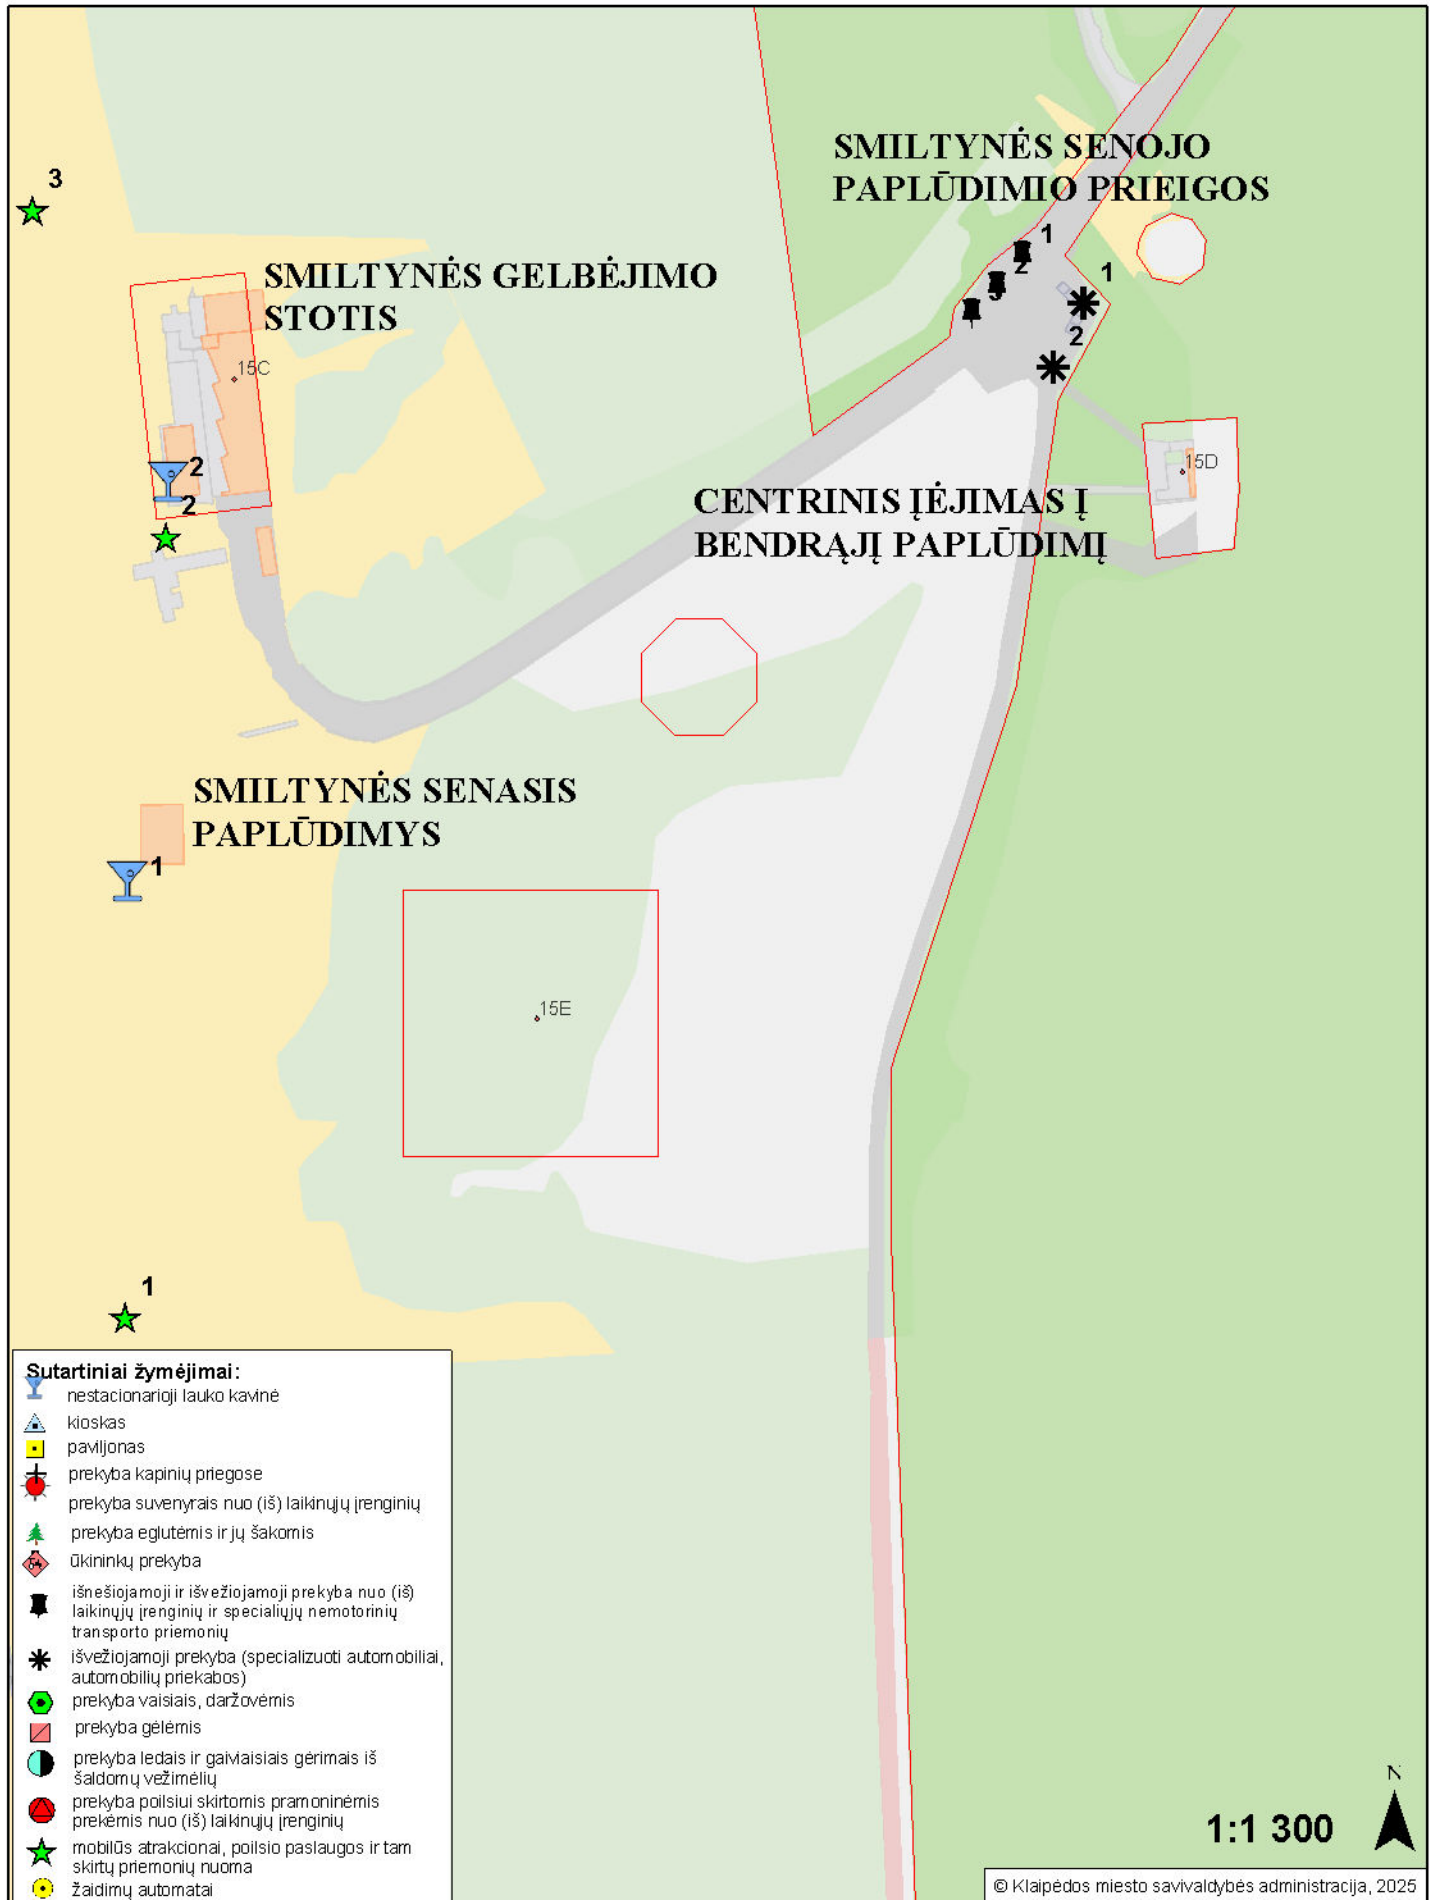 SMILTYNĖS SENOJO
PAPLŪDIMIO PRIEIGOS
3
1
2
3
1
2
SMILTYNĖS GELBĖJIMO
STOTIS
15C
2
2
15D
CENTRINIS ĮĖJIMAS Į
BENDRĄJĮ PAPLŪDIMĮ
SMILTYNĖS SENASIS
PAPLŪDIMYS
1
15E
1
Sutartiniai žymėjimai:
nestacionarioji lauko kavinė
kioskas
paviljonas
prekyba kapinių priegose
prekyba suvenyrais nuo (iš) laikinųjų įrenginių
prekyba eglutėmis ir jų šakomis
ūkininkų prekyba
išnešiojamoji ir išvežiojamoji prekyba nuo (iš)
laikinųjų įrenginių ir specialiųjų nemotorinių
transporto priemonių
išvežiojamoji prekyba (specializuoti automobiliai,
automobilių priekabos)
prekyba vaisiais, daržovėmis
prekyba gėlėmis
prekyba ledais ir gaiviaisiais gėrimais iš
šaldomų vežimėlių
prekyba poilsiui skirtomis pramoninėmis
prekėmis nuo (iš) laikinųjų įrenginių
mobilūs atrakcionai, poilsio paslaugos ir tam
skirtų priemonių nuoma
žaidimų automatai
N
1:1 300
© Klaipėdos miesto savivaldybės administracija, 2025